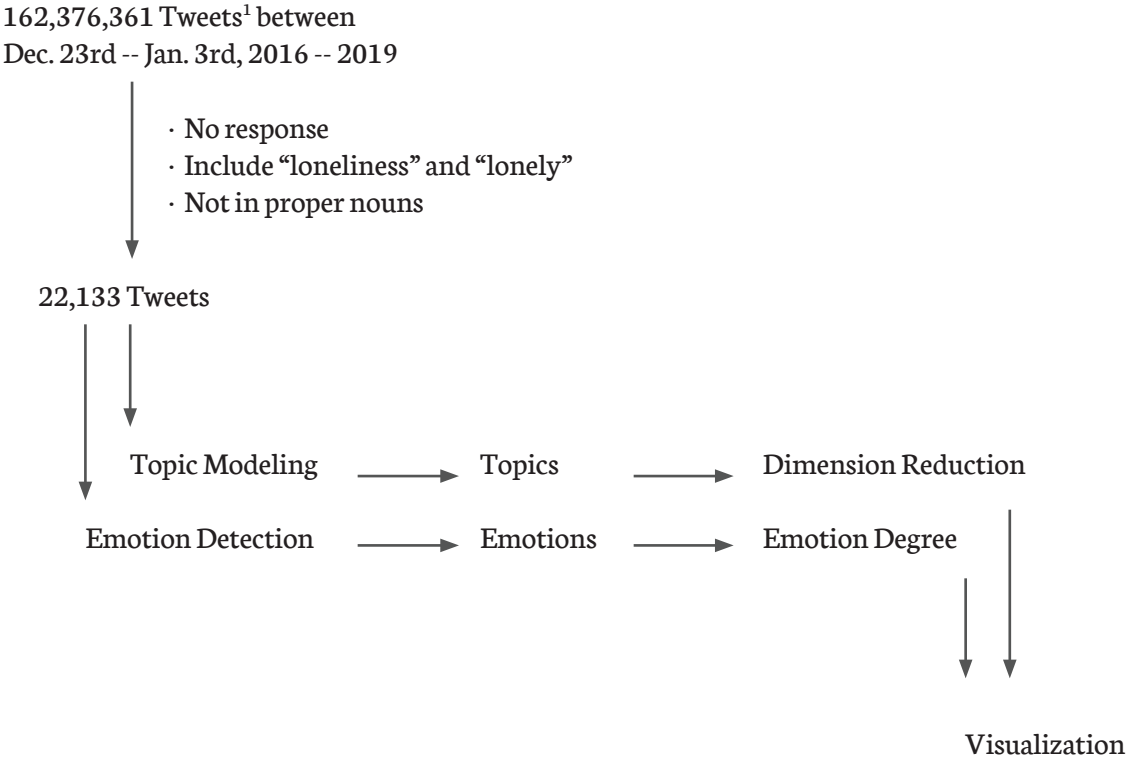 162,376,361 Tweets¹ between
Dec. 23rd -- Jan. 3rd, 2016 -- 2019
· No response
· Include “loneliness” and “lonely”
· Not in proper nouns
22,133 Tweets
Topic Modeling Topics Dimension Reduction
Emotion Detection Emotions Emotion Degree
Visualization